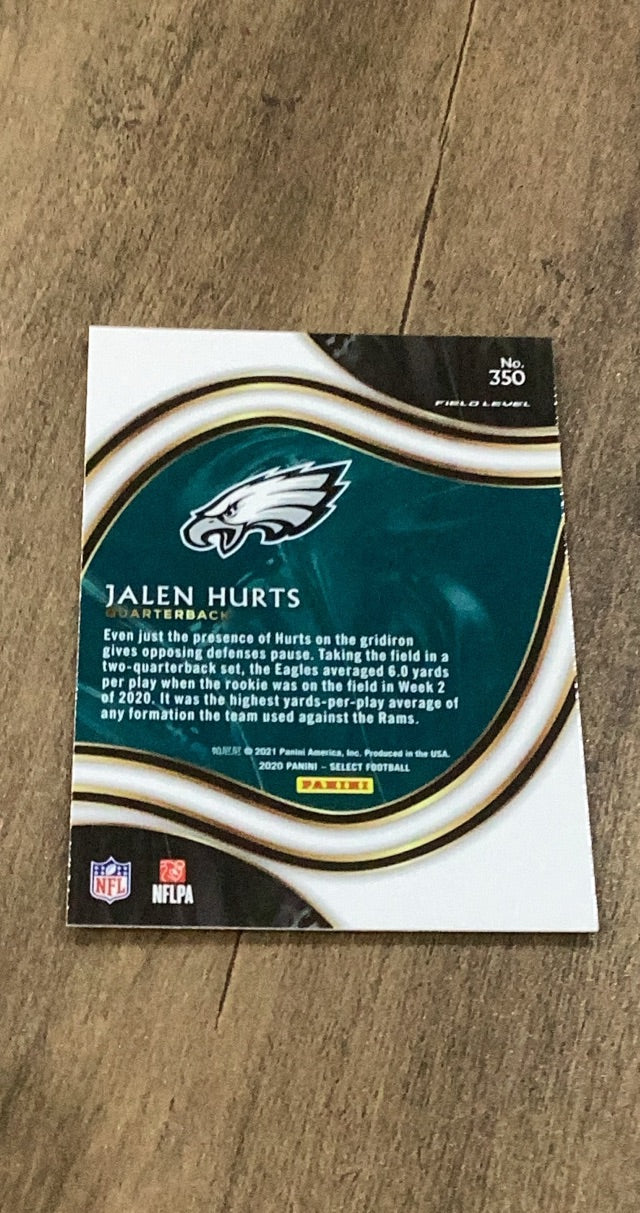 No.
350
FIELD LEVEL
JALEN HURTS
QUARTERBACK
Even just the presence of Hurts on the gridiron
gives opposing defenses pause. Taking the field in a
two-quarterback set, the Eagles averaged 6.0 yards
per play when the rookie was on the field in Week 2
of 2020. It was the highest yards-per-play average of
any formation the team used against the Rams.
帕尼尼 © 2021 Panini America, Inc. Produced in the USA.
2020 PANINI – SELECT FOOTBALL
PANINI
NFL
NFLPA